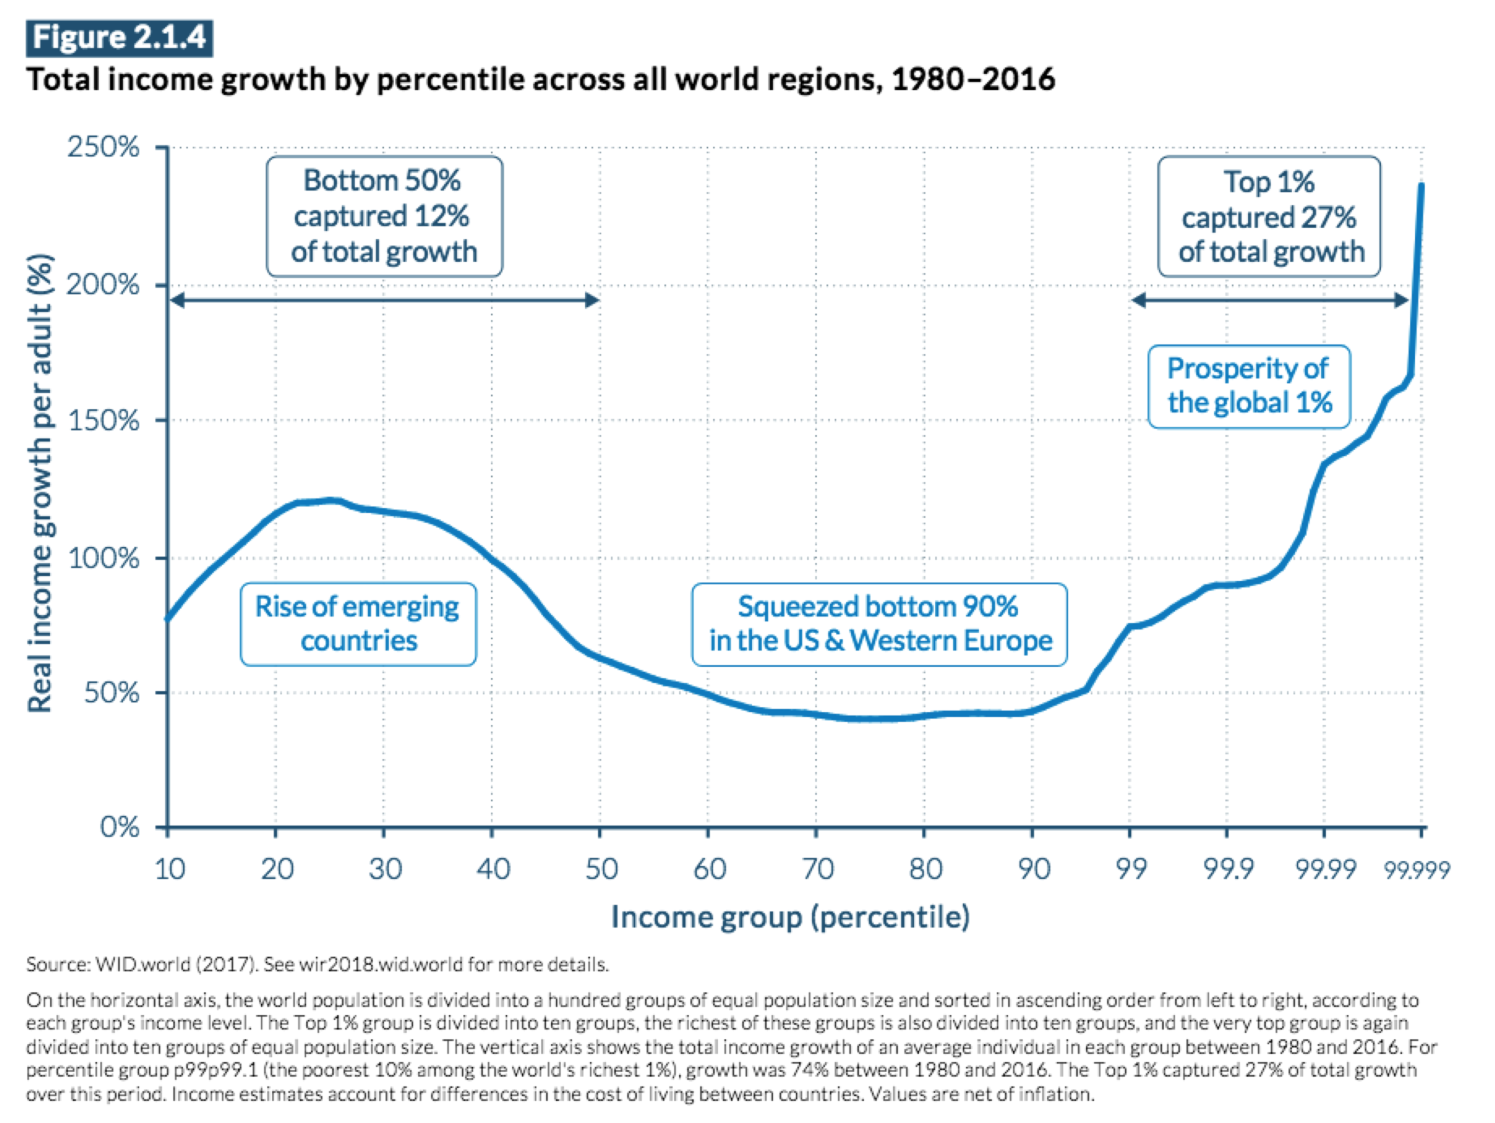 Figure 2.1.4
Total income growth by percentile across all world regions, 1980–2016
250%
200%
150%
100%
50%
0%
Real income growth per adult (%)
Bottom 50%
captured 12%
of total growth
Top 1%
captured 27%
of total growth
Prosperity of
the global 1%
Rise of emerging
countries
Squeezed bottom 90%
in the US & Western Europe
10 20 30 40 50 60 70 80 90 99 99.9 99.99 99.999
Income group (percentile)
Source: WID.world (2017). See wir2018.wid.world for more details.
On the horizontal axis, the world population is divided into a hundred groups of equal population size and sorted in ascending order from left to right, according to
each group's income level. The Top 1% group is divided into ten groups, the richest of these groups is also divided into ten groups, and the very top group is again
divided into ten groups of equal population size. The vertical axis shows the total income growth of an average individual in each group between 1980 and 2016. For
percentile group p99p99.1 (the poorest 10% among the world's richest 1%), growth was 74% between 1980 and 2016. The Top 1% captured 27% of total growth
over this period. Income estimates account for differences in the cost of living between countries. Values are net of inflation.